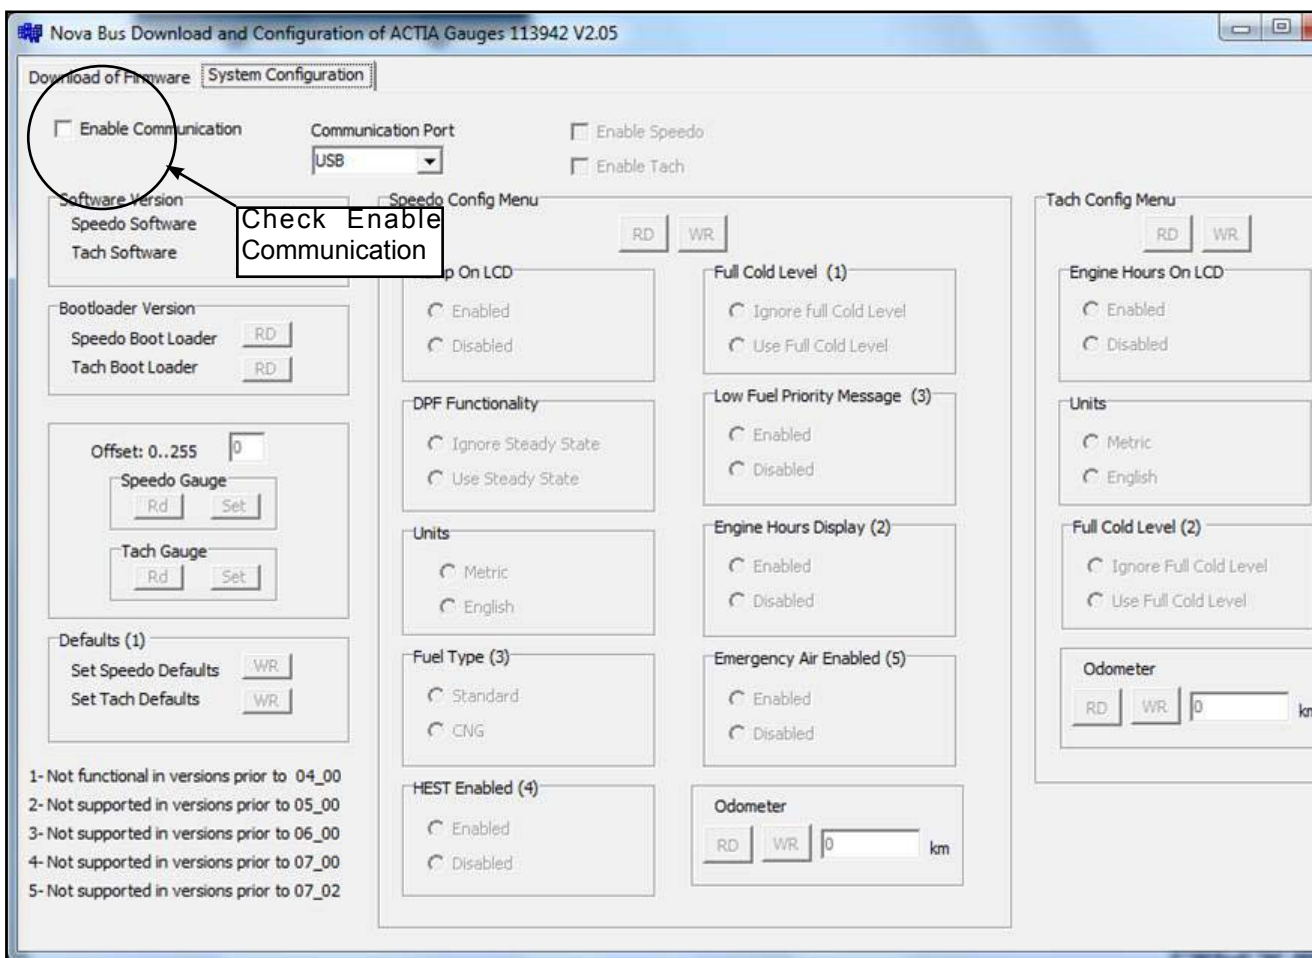 Nova Bus Download and Configuration of ACTIA Gauges 113942 V2.05
Download of Firmware
System Configuration
Enable Communication
Communication Port
USB
Enable Speedo
Enable Tach
Check Enable
Communication
Software Version
Speedo Software
Tach Software
Bootloader Version
Speedo Boot Loader RD
Tach Boot Loader RD
Offset: 0..255 0
Speedo Gauge
Rd Set
Tach Gauge
Rd Set
Defaults (1)
Set Speedo Defaults WR
Set Tach Defaults WR
1- Not functional in versions prior to 04_00
2- Not supported in versions prior to 05_00
3- Not supported in versions prior to 06_00
4- Not supported in versions prior to 07_00
5- Not supported in versions prior to 07_02
Speedo Config Menu
RD WR
On LCD
Enabled
Disabled
DPF Functionality
Ignore Steady State
Use Steady State
Units
Metric
English
Fuel Type (3)
Standard
CNG
HEST Enabled (4)
Enabled
Disabled
Full Cold Level (1)
Ignore full Cold Level
Use Full Cold Level
Low Fuel Priority Message (3)
Enabled
Disabled
Engine Hours Display (2)
Enabled
Disabled
Emergency Air Enabled (5)
Enabled
Disabled
Odometer
RD WR 0 km
Tach Config Menu
RD WR
Engine Hours On LCD
Enabled
Disabled
Units
Metric
English
Full Cold Level (2)
Ignore Full Cold Level
Use Full Cold Level
Odometer
RD WR 0 km